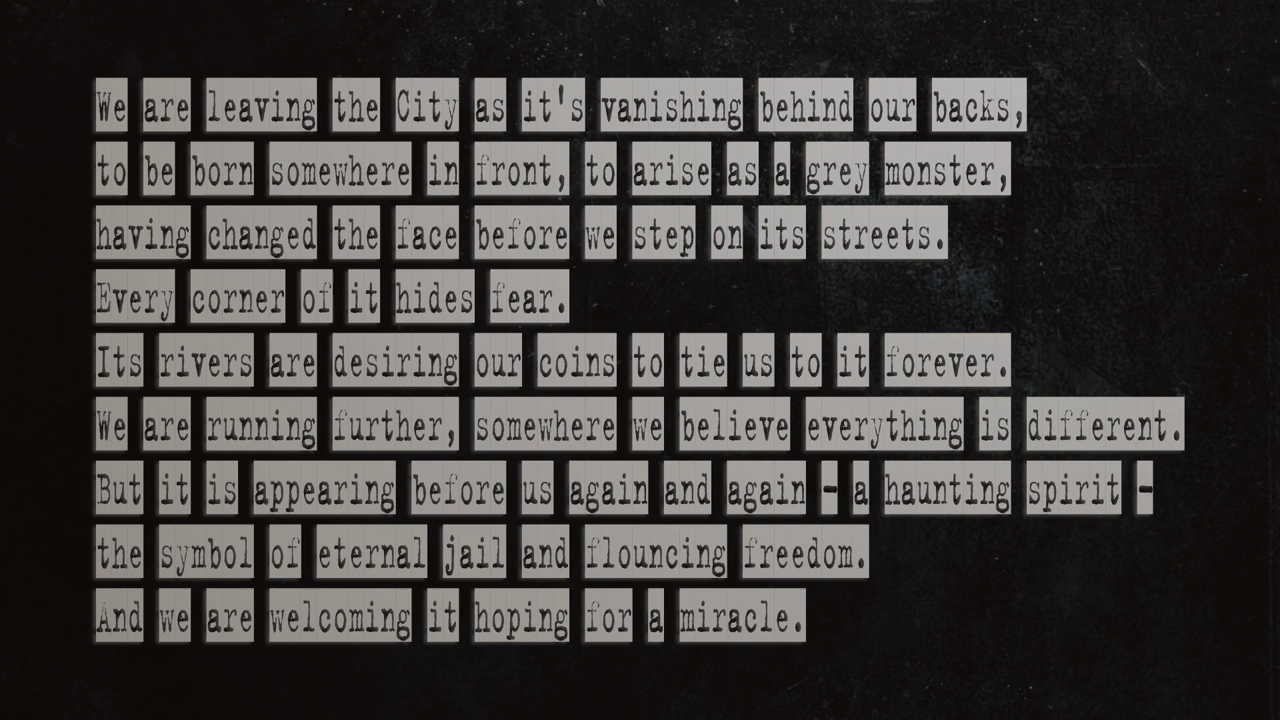 We are leaving the City as it's vanishing behind our backs,
to be born somewhere in front, to arise as a grey monster,
having changed the face before we step on its streets.
Every corner of it hides fear.
Its rivers are desiring our coins to tie us to it forever.
We are running further, somewhere we believe everything is different.
But it is appearing before us again and again - a haunting spirit -
the symbol of eternal jail and flouncing freedom.
And we are welcoming it hoping for a miracle.